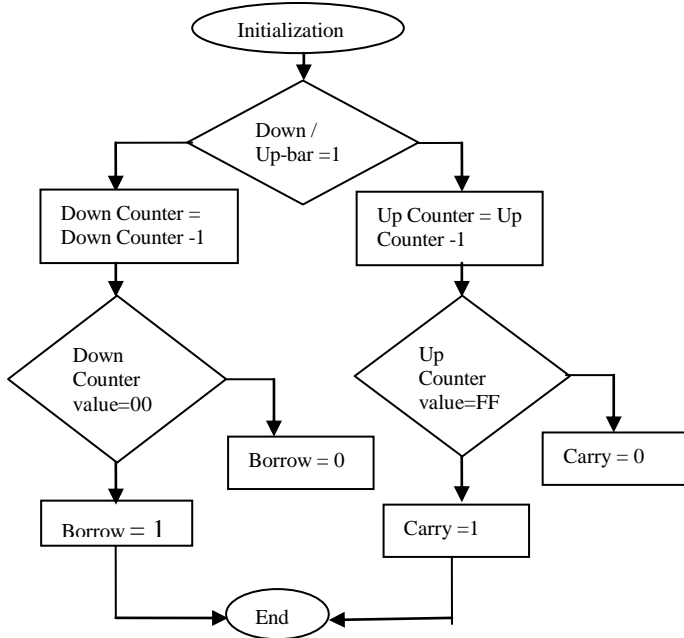 Initialization
Down /
Up-bar =1
Down Counter =
Down Counter -1
Up Counter = Up
Counter -1
Down
Counter
value=00
Up
Counter
value=FF
Borrow = 0
Carry = 0
Borrow = 1
Carry =1
End